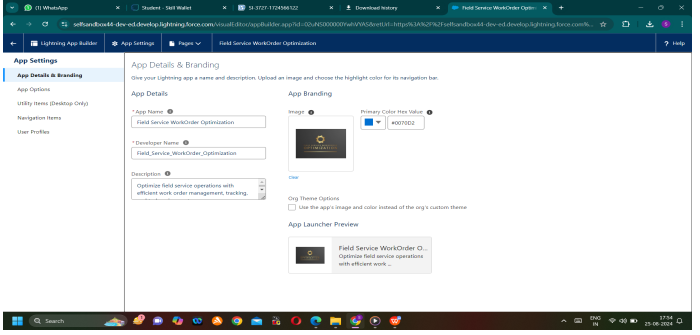 (1) WhatsApp
Student - Skill Wallet
SI-3727-1724566122
Download history
Field Service WorkOrder Optim
selfsandbox44-dev-ed.develop.lightning.force.com/visualEditor/appBuilder.app?id=02uNS000000YwhVYAS&retUrl=https%3A%2F%2Fselfsandbox44-dev-ed.develop.lightning.force.com%...
Lightning App Builder
App Settings
Pages
Field Service WorkOrder Optimization
? Help
App Settings
App Details & Branding
App Options
Utility Items (Desktop Only)
Navigation Items
User Profiles
App Details & Branding
Give your Lightning app a name and description. Upload an image and choose the highlight color for its navigation bar.
App Details
* App Name
Field Service WorkOrder Optimization
* Developer Name
Field_Service_WorkOrder_Optimization
Description
Optimize field service operations with
efficient work order management, tracking,
App Branding
Image
OPTIMIZATION
Clear
Primary Color Hex Value
#0070D2
Org Theme Options
Use the app's image and color instead of the org's custom theme
App Launcher Preview
Field Service WorkOrder O...
Optimize field service operations
with efficient work ...
Search
ENG
IN
17:54
25-08-2024